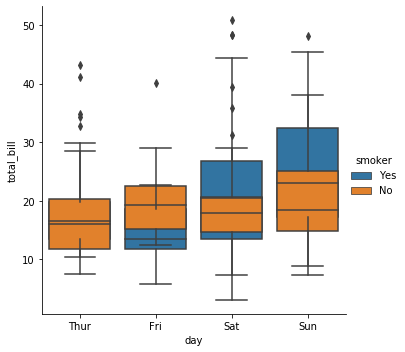 50
40
30
20
10
total_bill
Thur Fri Sat Sun
day
smoker
Yes
No